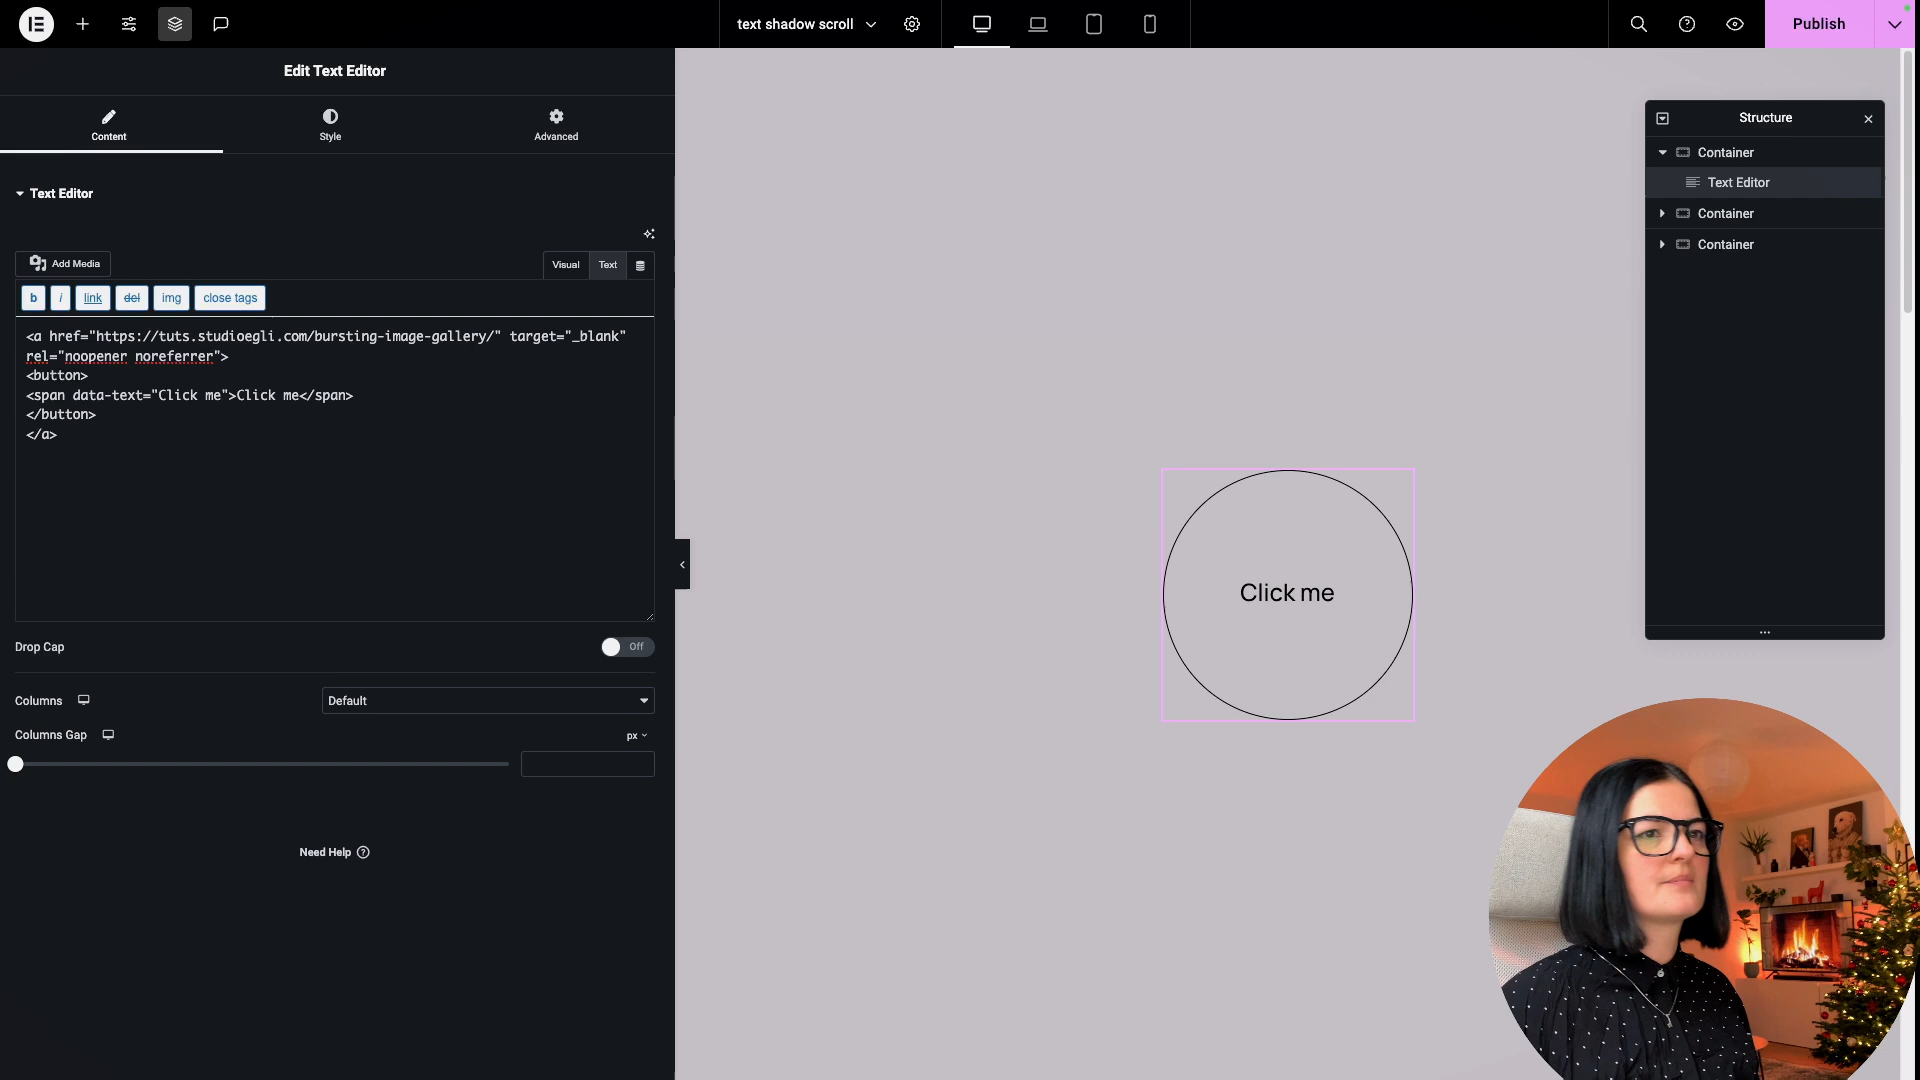 text shadow scroll
Publish
Edit Text Editor
Content
Style
Advanced
Text Editor
Add Media
Visual
Text
b
i
link
del
img
close tags
<a href="https://tuts.studioegli.com/bursting-image-gallery/" target="_blank"
rel="noopener noreferrer">
<button>
<span data-text="Click me">Click me</span>
</button>
</a>
Drop Cap
Off
Columns
Default
Columns Gap
px
Need Help
Click me
Structure
Container
Text Editor
Container
Container